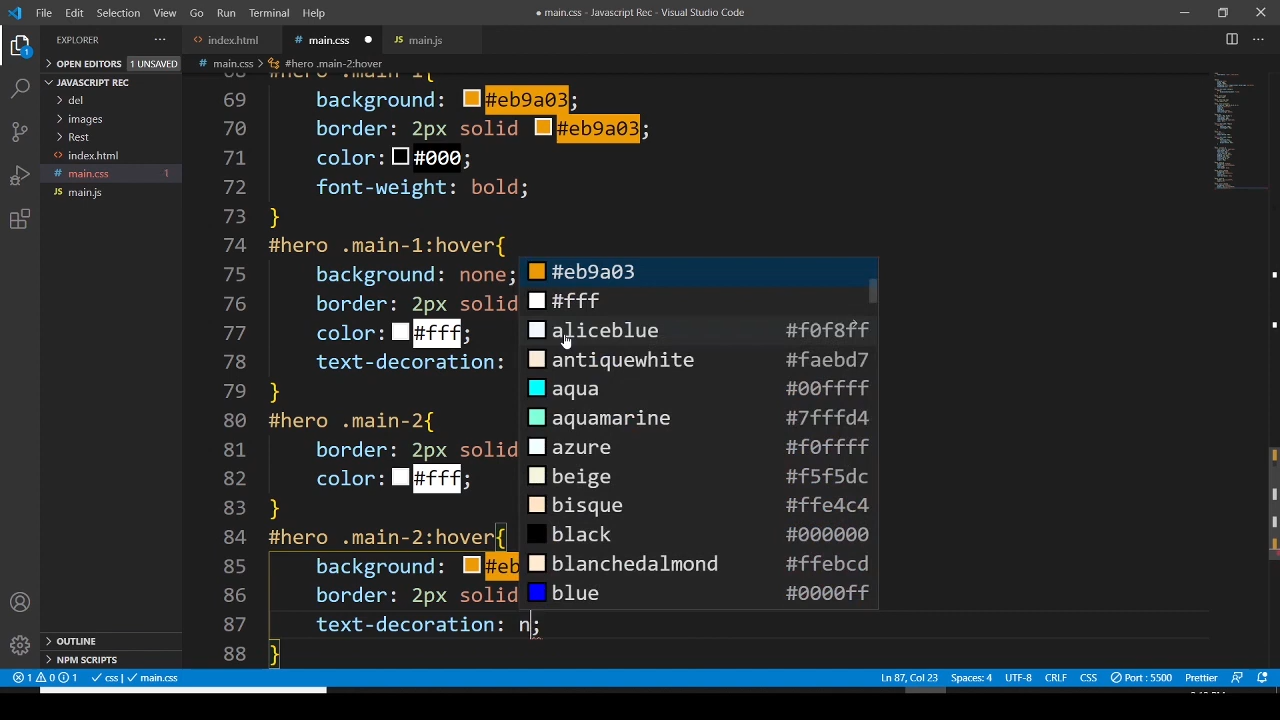 File Edit Selection View Go Run Terminal Help
● main.css - Javascript Rec - Visual Studio Code
EXPLORER ···
index.html main.css ● main.js
OPEN EDITORS 1 UNSAVED
main.css > #hero .main-2:hover
JAVASCRIPT REC
del
images
Rest
index.html
main.css 1
main.js
69 background: #eb9a03;
70 border: 2px solid #eb9a03;
71 color: #000;
72 font-weight: bold;
73 }
74 #hero .main-1:hover{
75 background: none;
76 border: 2px solid
77 color: #fff;
78 text-decoration:
79 }
80 #hero .main-2{
81 border: 2px solid
82 color: #fff;
83 }
84 #hero .main-2:hover{
85 background: #eb
86 border: 2px solid
87 text-decoration: n;
88 }
#eb9a03
#fff
aliceblue #f0f8ff
antiquewhite #faebd7
aqua #00ffff
aquamarine #7fffd4
azure #f0ffff
beige #f5f5dc
bisque #ffe4c4
black #000000
blanchedalmond #ffebcd
blue #0000ff
OUTLINE
NPM SCRIPTS
1 0 1 css | main.css Ln 87, Col 23 Spaces: 4 UTF-8 CRLF CSS Port : 5500 Prettier